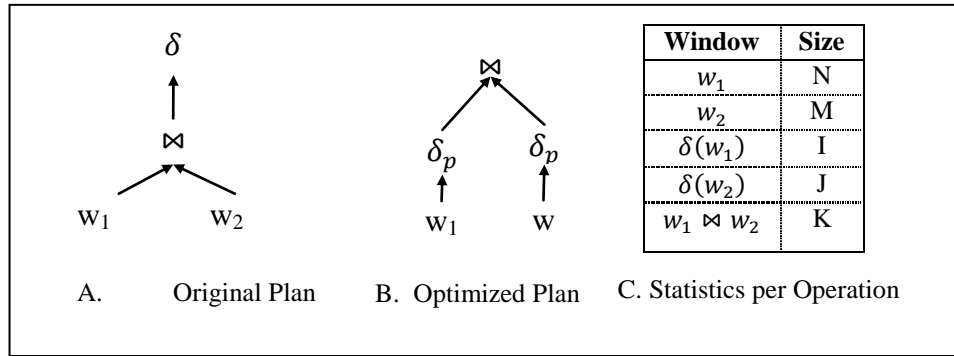 δ
⋈
w₁ w₂
⋈
δₚ δₚ
w₁ w
Window Size
w₁ N
w₂ M
δ(w₁) I
δ(w₂) J
w₁ ⋈ w₂ K
A. Original Plan
B. Optimized Plan
C. Statistics per Operation